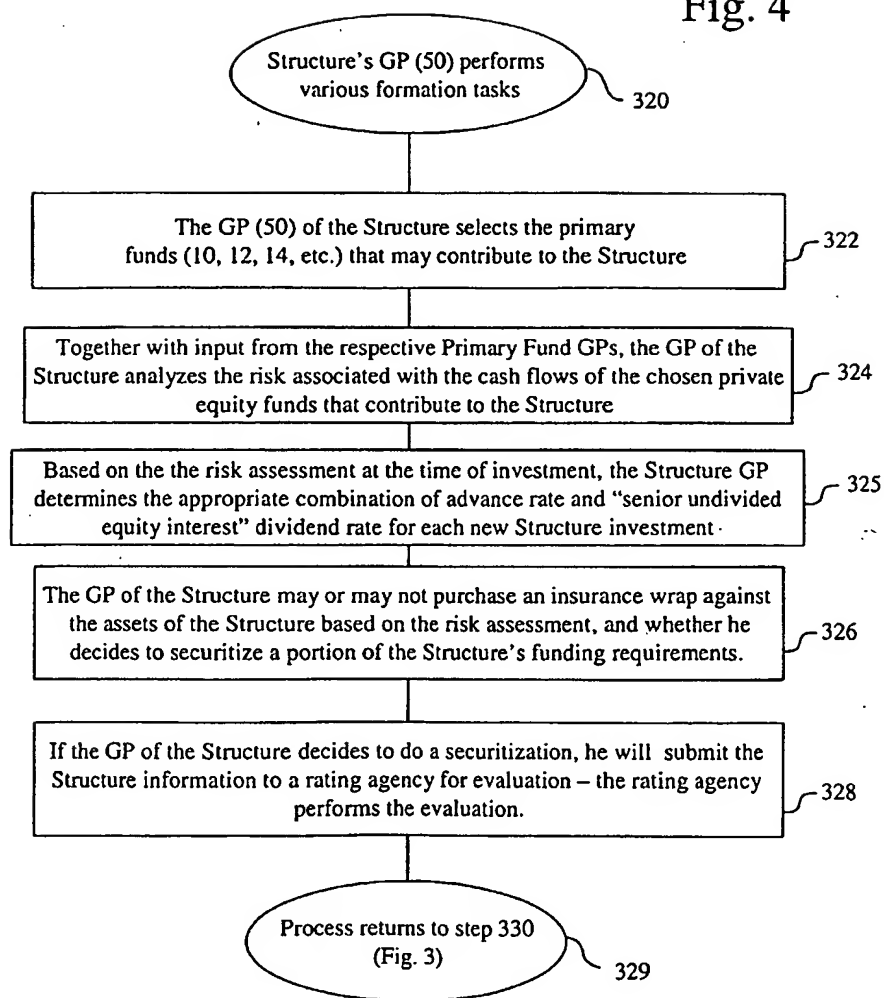 Fig. 4
Structure's GP (50) performs
various formation tasks
320
The GP (50) of the Structure selects the primary
funds (10, 12, 14, etc.) that may contribute to the Structure
322
Together with input from the respective Primary Fund GPs, the GP of the
Structure analyzes the risk associated with the cash flows of the chosen private
equity funds that contribute to the Structure
324
Based on the the risk assessment at the time of investment, the Structure GP
determines the appropriate combination of advance rate and “senior undivided
equity interest” dividend rate for each new Structure investment
325
The GP of the Structure may or may not purchase an insurance wrap against
the assets of the Structure based on the risk assessment, and whether he
decides to securitize a portion of the Structure's funding requirements.
326
If the GP of the Structure decides to do a securitization, he will submit the
Structure information to a rating agency for evaluation – the rating agency
performs the evaluation.
328
Process returns to step 330
(Fig. 3)
329